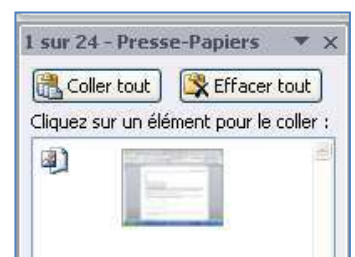 1 sur 24 - Presse-Papiers
Coller tout Effacer tout
Cliquez sur un élément pour le coller :